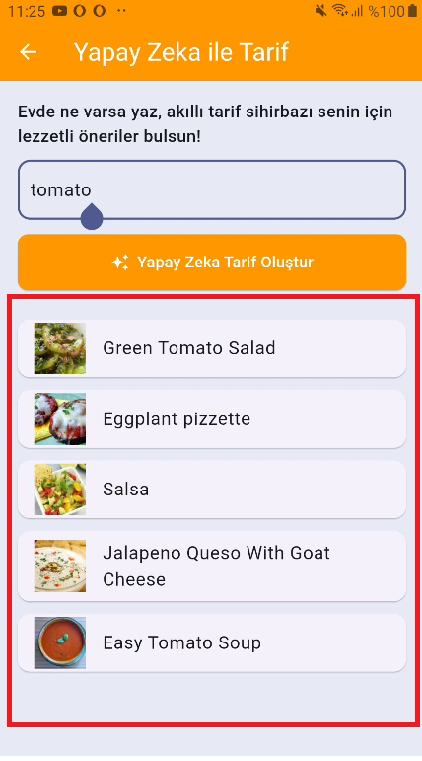 11:25 %100
Yapay Zeka ile Tarif
Evde ne varsa yaz, akıllı tarif sihirbazı senin için
lezzetli öneriler bulsun!
tomato
Yapay Zeka Tarif Oluştur
Green Tomato Salad
Eggplant pizzette
Salsa
Jalapeno Queso With Goat
Cheese
Easy Tomato Soup